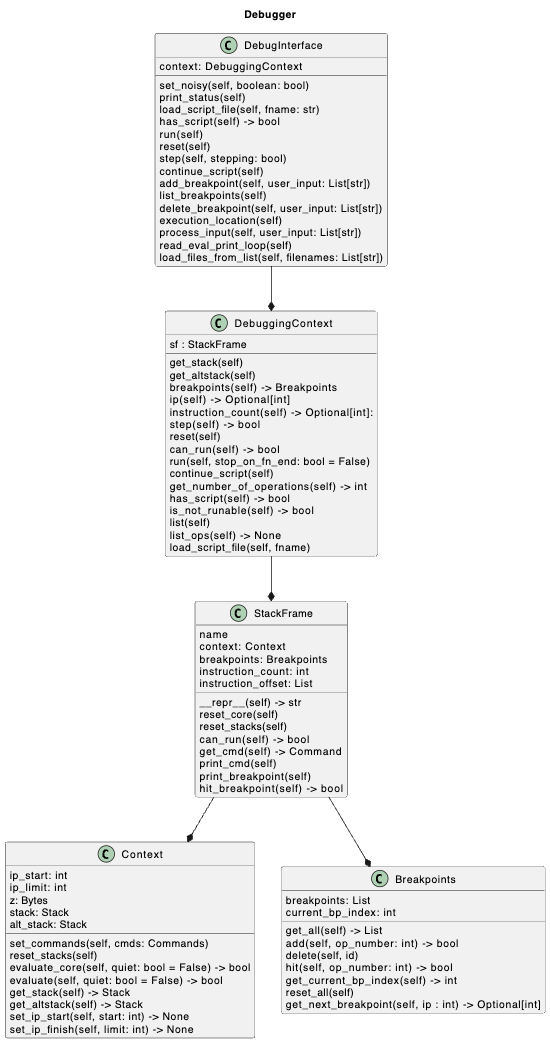 Debugger
C DebugInterface
context: DebuggingContext
set_noisy(self, boolean: bool)
print_status(self)
load_script_file(self, fname: str)
has_script(self) -> bool
run(self)
reset(self)
step(self, stepping: bool)
continue_script(self)
add_breakpoint(self, user_input: List[str])
list_breakpoints(self)
delete_breakpoint(self, user_input: List[str])
execution_location(self)
process_input(self, user_input: List[str])
read_eval_print_loop(self)
load_files_from_list(self, filenames: List[str])
C DebuggingContext
sf : StackFrame
get_stack(self)
get_altstack(self)
breakpoints(self) -> Breakpoints
ip(self) -> Optional[int]
instruction_count(self) -> Optional[int]:
step(self) -> bool
reset(self)
can_run(self) -> bool
run(self, stop_on_fn_end: bool = False)
continue_script(self)
get_number_of_operations(self) -> int
has_script(self) -> bool
is_not_runable(self) -> bool
list(self)
list_ops(self) -> None
load_script_file(self, fname)
C StackFrame
name
context: Context
breakpoints: Breakpoints
instruction_count: int
instruction_offset: List
__repr__(self) -> str
reset_core(self)
reset_stacks(self)
can_run(self) -> bool
get_cmd(self) -> Command
print_cmd(self)
print_breakpoint(self)
hit_breakpoint(self) -> bool
C Context
ip_start: int
ip_limit: int
z: Bytes
stack: Stack
alt_stack: Stack
set_commands(self, cmds: Commands)
reset_stacks(self)
evaluate_core(self, quiet: bool = False) -> bool
evaluate(self, quiet: bool = False) -> bool
get_stack(self) -> Stack
get_altstack(self) -> Stack
set_ip_start(self, start: int) -> None
set_ip_finish(self, limit: int) -> None
C Breakpoints
breakpoints: List
current_bp_index: int
get_all(self) -> List
add(self, op_number: int) -> bool
delete(self, id)
hit(self, op_number: int) -> bool
get_current_bp_index(self) -> int
reset_all(self)
get_next_breakpoint(self, ip : int) -> Optional[int]